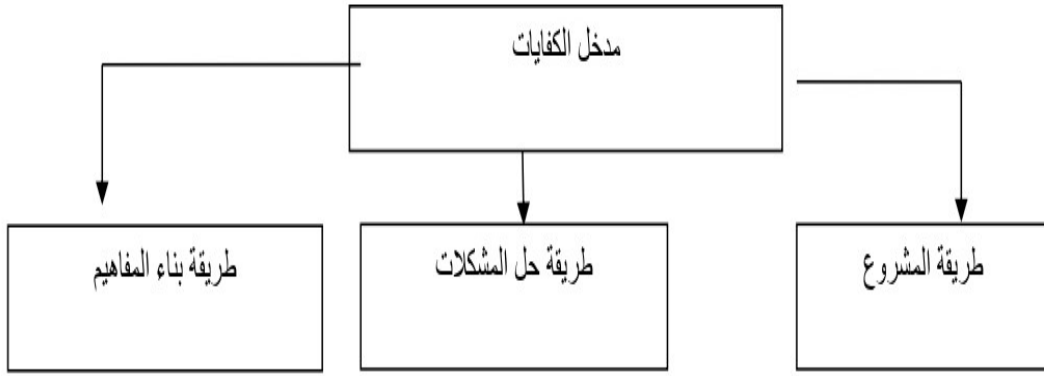 مدخل الكفايات
طريقة المشروع
طريقة حل المشكلات
طريقة بناء المفاهيم